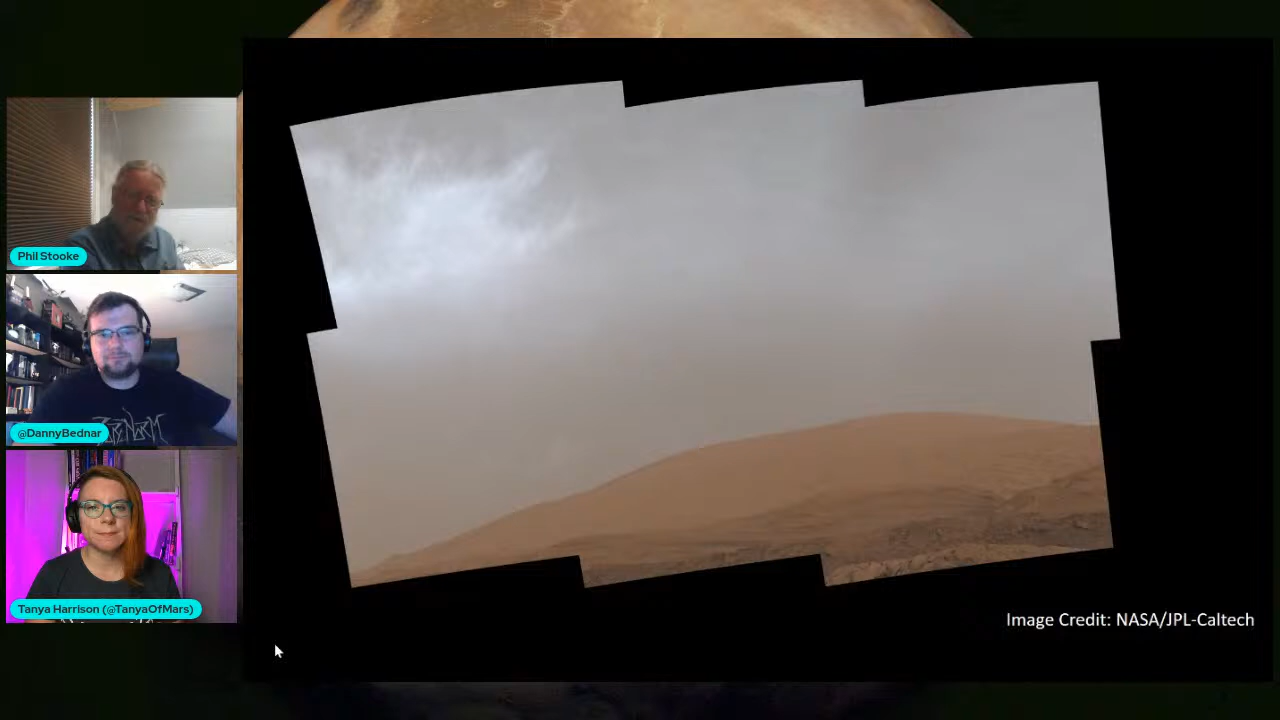 Phil Stooke
@DannyBednar
Tanya Harrison (@TanyaOfMars)
Image Credit: NASA/JPL-Caltech